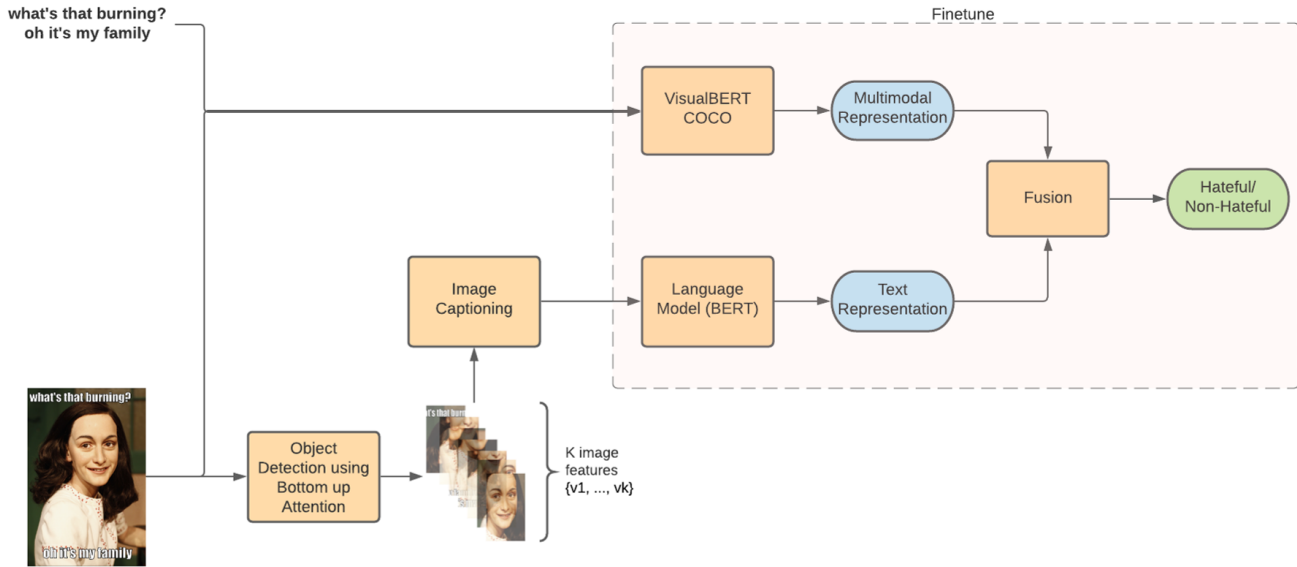 what's that burning?
oh it's my family
Finetune
VisualBERT
COCO
Multimodal
Representation
Fusion
Hateful/
Non-Hateful
Image
Captioning
Language
Model (BERT)
Text
Representation
what's that burning?
oh it's my family
Object
Detection using
Bottom up
Attention
t's that burn
K image
features
{v1, ..., vk}